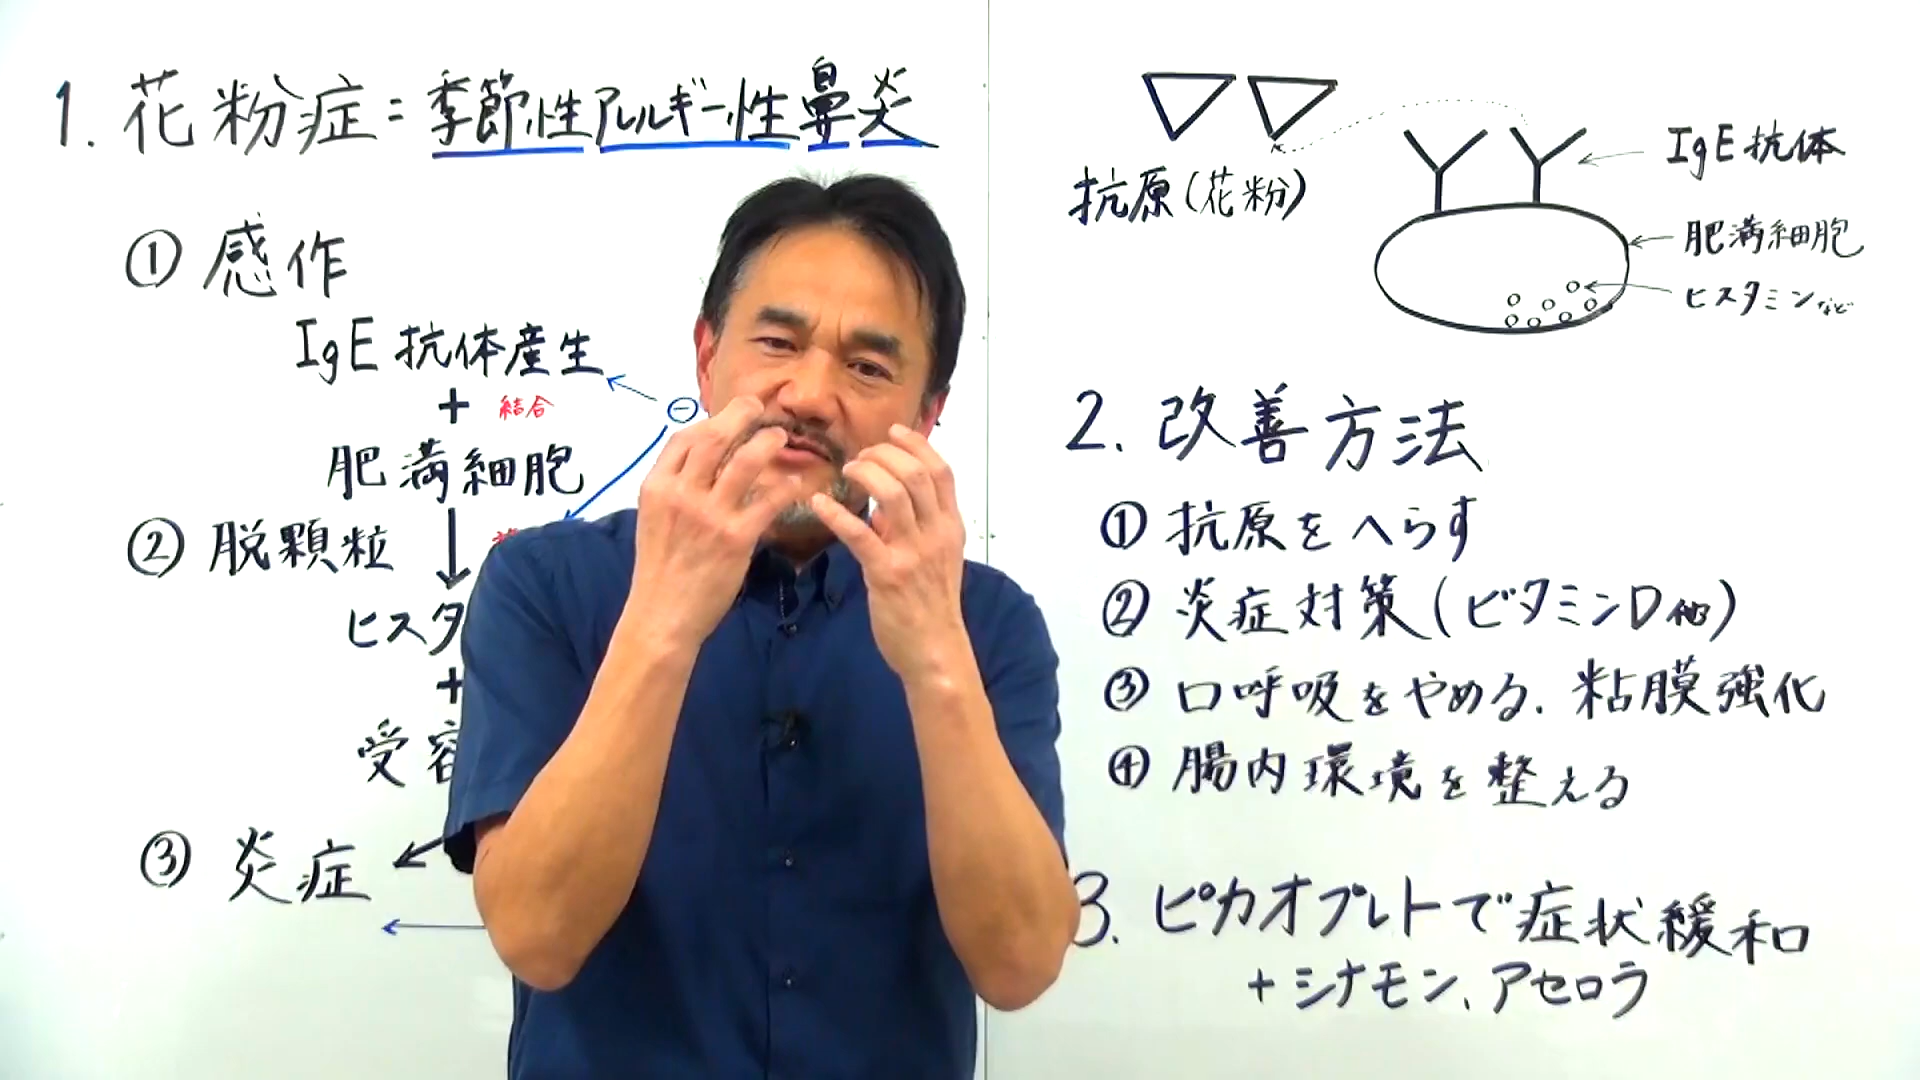 1. 花粉症=季節性アレルギー性鼻炎
① 感作
IgE 抗体産生
+ 結合
肥満細胞
② 脱顆粒
ヒスタ
+
受容
③ 炎症
抗原(花粉)
IgE 抗体
肥満細胞
ヒスタミンなど
2. 改善方法
① 抗原をへらす
② 炎症対策(ビタミンD他)
③ 口呼吸をやめる、粘膜強化
④ 腸内環境を整える
3. ピカオプレトで症状緩和
+シナモン、アセロラ